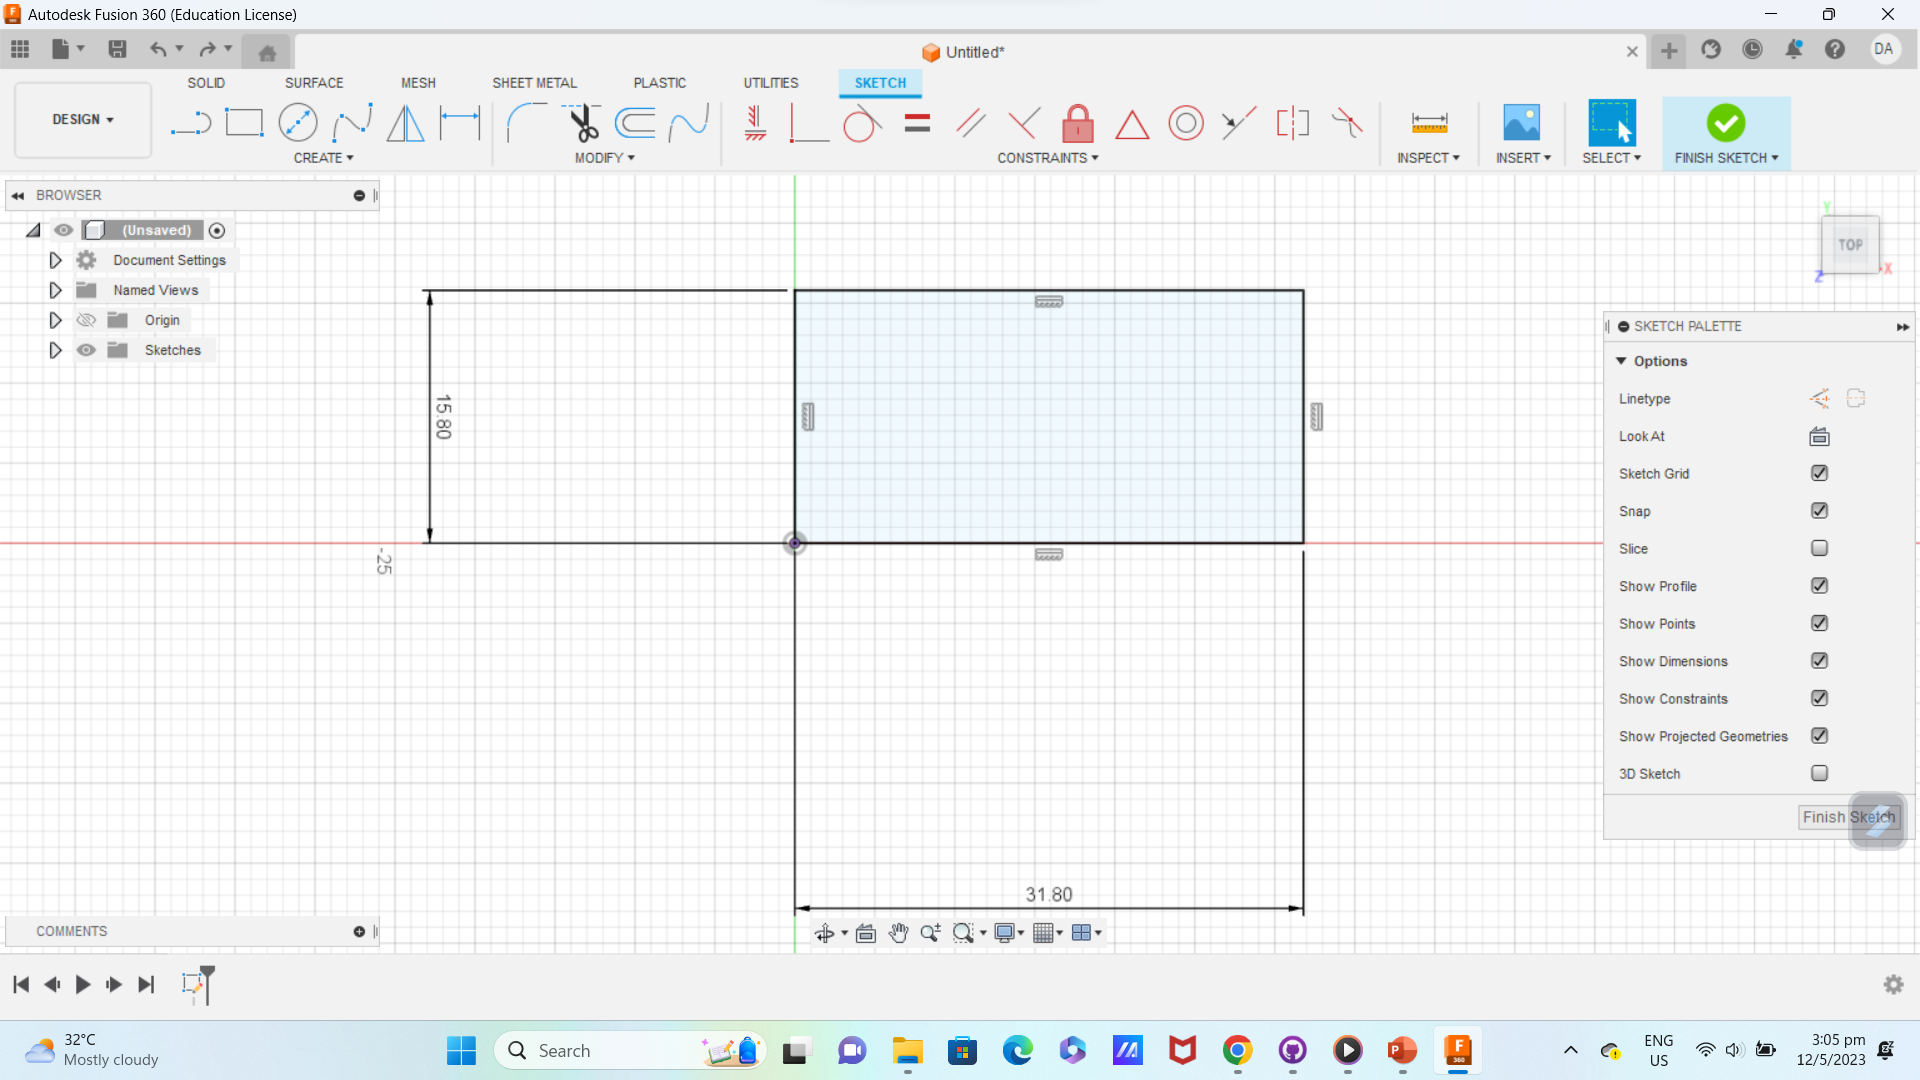 Autodesk Fusion 360 (Education License)
Untitled*
DA
SOLID SURFACE MESH SHEET METAL PLASTIC UTILITIES SKETCH
DESIGN
CREATE MODIFY CONSTRAINTS INSPECT INSERT SELECT FINISH SKETCH
BROWSER
(Unsaved)
Document Settings
Named Views
Origin
Sketches
Y
TOP
X
Z
15.80
-25
31.80
SKETCH PALETTE
Options
Linetype
Look At
Sketch Grid
Snap
Slice
Show Profile
Show Points
Show Dimensions
Show Constraints
Show Projected Geometries
3D Sketch
Finish Sketch
COMMENTS
32°C
Mostly cloudy
Search
F
360
ENG
US
3:05 pm
12/5/2023